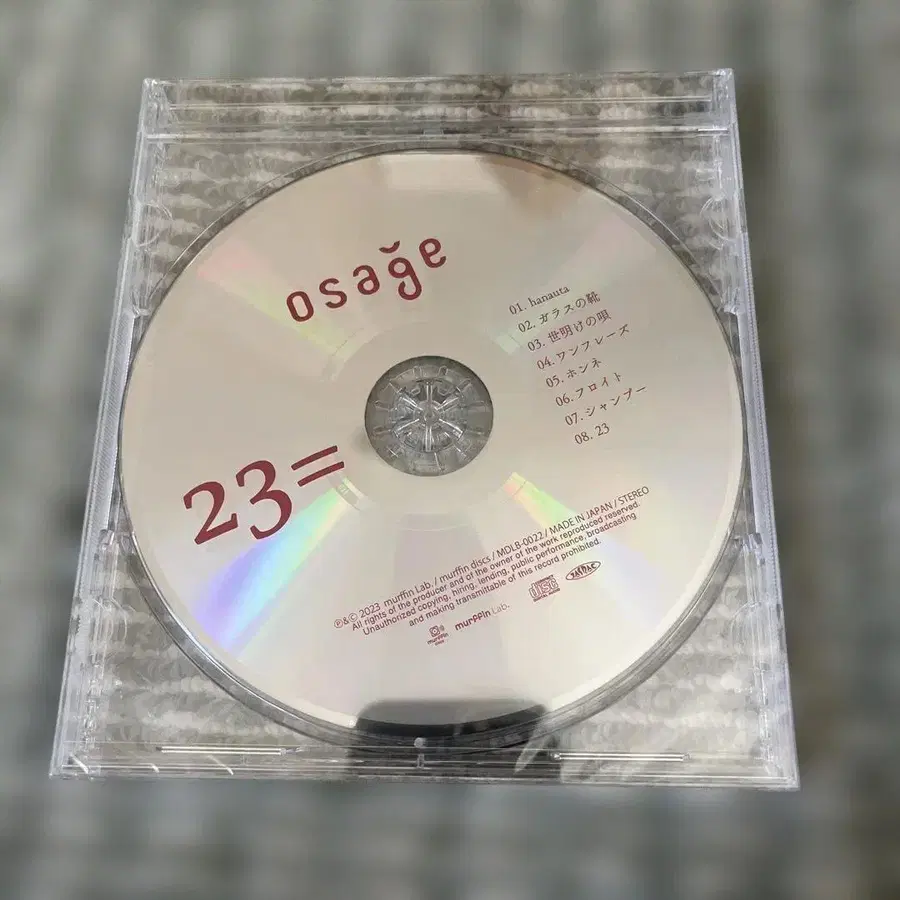 osage
01. hanauta
02. ガラスの靴
03. 世明けの唄
04. ワンフレーズ
05. ホンネ
06. フロイト
07. シャンプー
08. 23
23=
℗&© 2023 murffin Lab. / murffin discs / MDLB-0022 / MADE IN JAPAN / STEREO
All rights of the producer and of the owner of the work reproduced reserved.
Unauthorized copying, hiring, lending, public performance, broadcasting
and making transmittable of this record prohibited.
murffin Lab.
disc
JASRAC